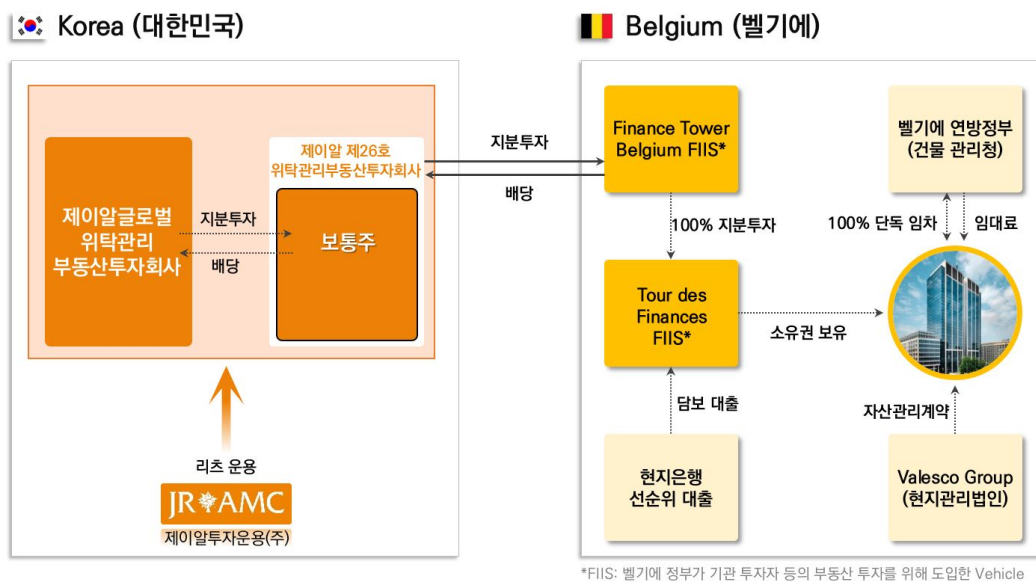 Korea (대한민국)
Belgium (벨기에)
제이알글로벌
위탁관리
부동산투자회사
지분투자
배당
제이알 제26호
위탁관리부동산투자회사
보통주
리츠 운용
JR AMC
제이알투자운용(주)
지분투자
배당
Finance Tower
Belgium FIIS*
100% 지분투자
Tour des
Finances
FIIS*
담보 대출
현지은행
선순위 대출
소유권 보유
벨기에 연방정부
(건물 관리청)
100% 단독 임차
임대료
자산관리계약
Valesco Group
(현지관리법인)
*FIIS: 벨기에 정부가 기관 투자자 등의 부동산 투자를 위해 도입한 Vehicle